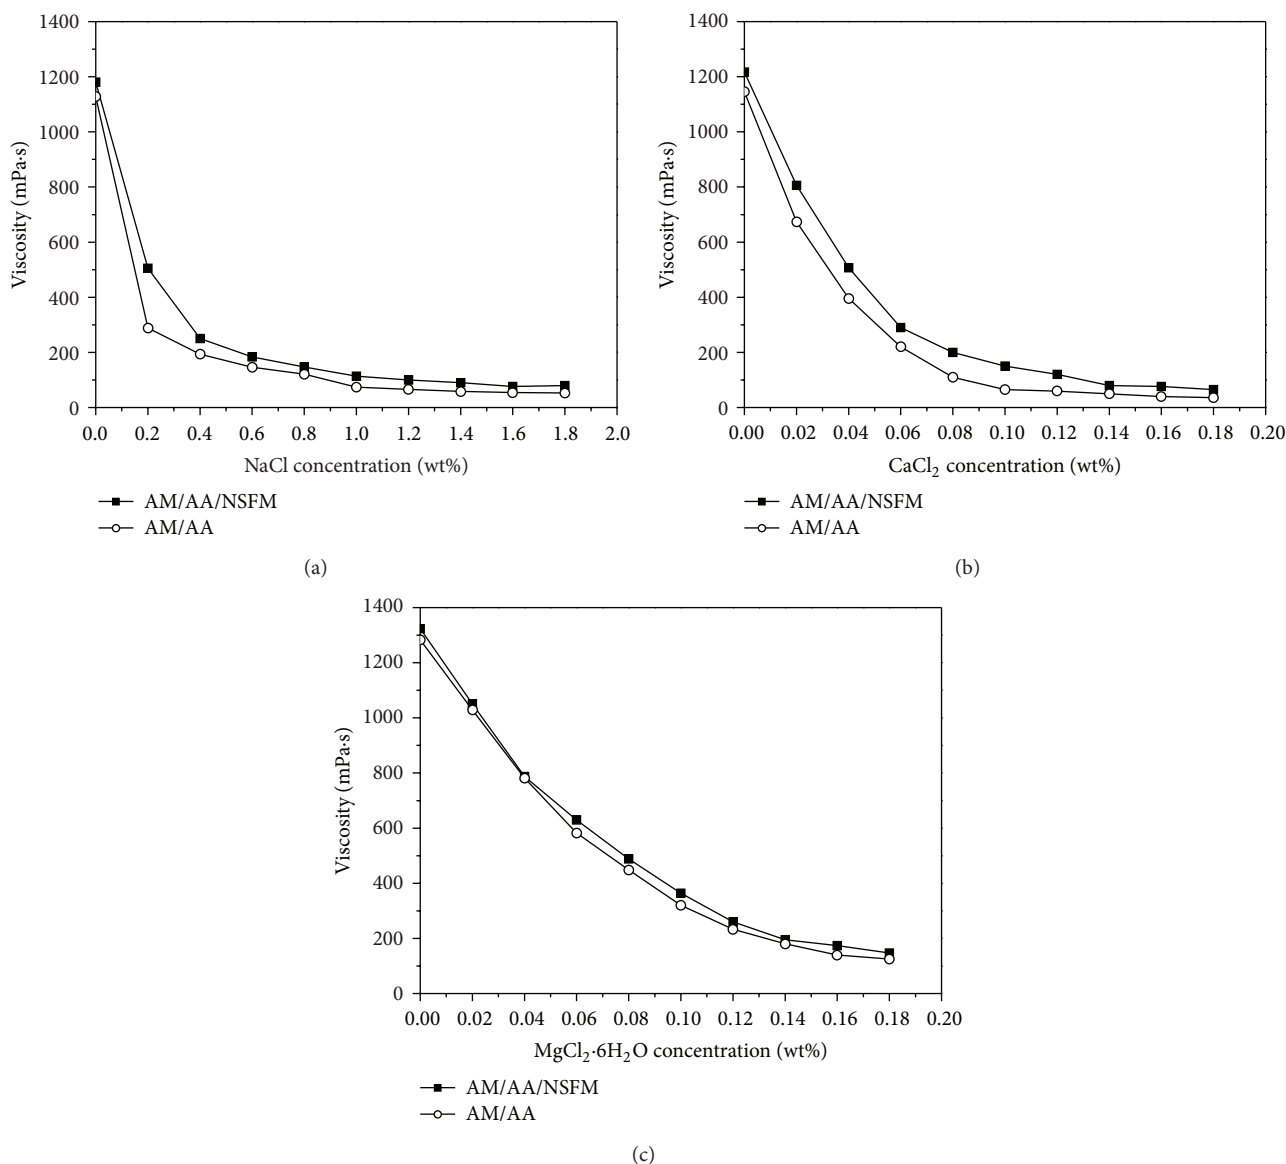 1400
1200
1000
800
600
400
200
0
Viscosity (mPa·s)
0.0 0.2 0.4 0.6 0.8 1.0 1.2 1.4 1.6 1.8 2.0
NaCl concentration (wt%)
AM/AA/NSFM
AM/AA
(a)
1400
1200
1000
800
600
400
200
0
Viscosity (mPa·s)
0.00 0.02 0.04 0.06 0.08 0.10 0.12 0.14 0.16 0.18 0.20
CaCl₂ concentration (wt%)
AM/AA/NSFM
AM/AA
(b)
1400
1200
1000
800
600
400
200
0
Viscosity (mPa·s)
0.00 0.02 0.04 0.06 0.08 0.10 0.12 0.14 0.16 0.18 0.20
MgCl₂·6H₂O concentration (wt%)
AM/AA/NSFM
AM/AA
(c)